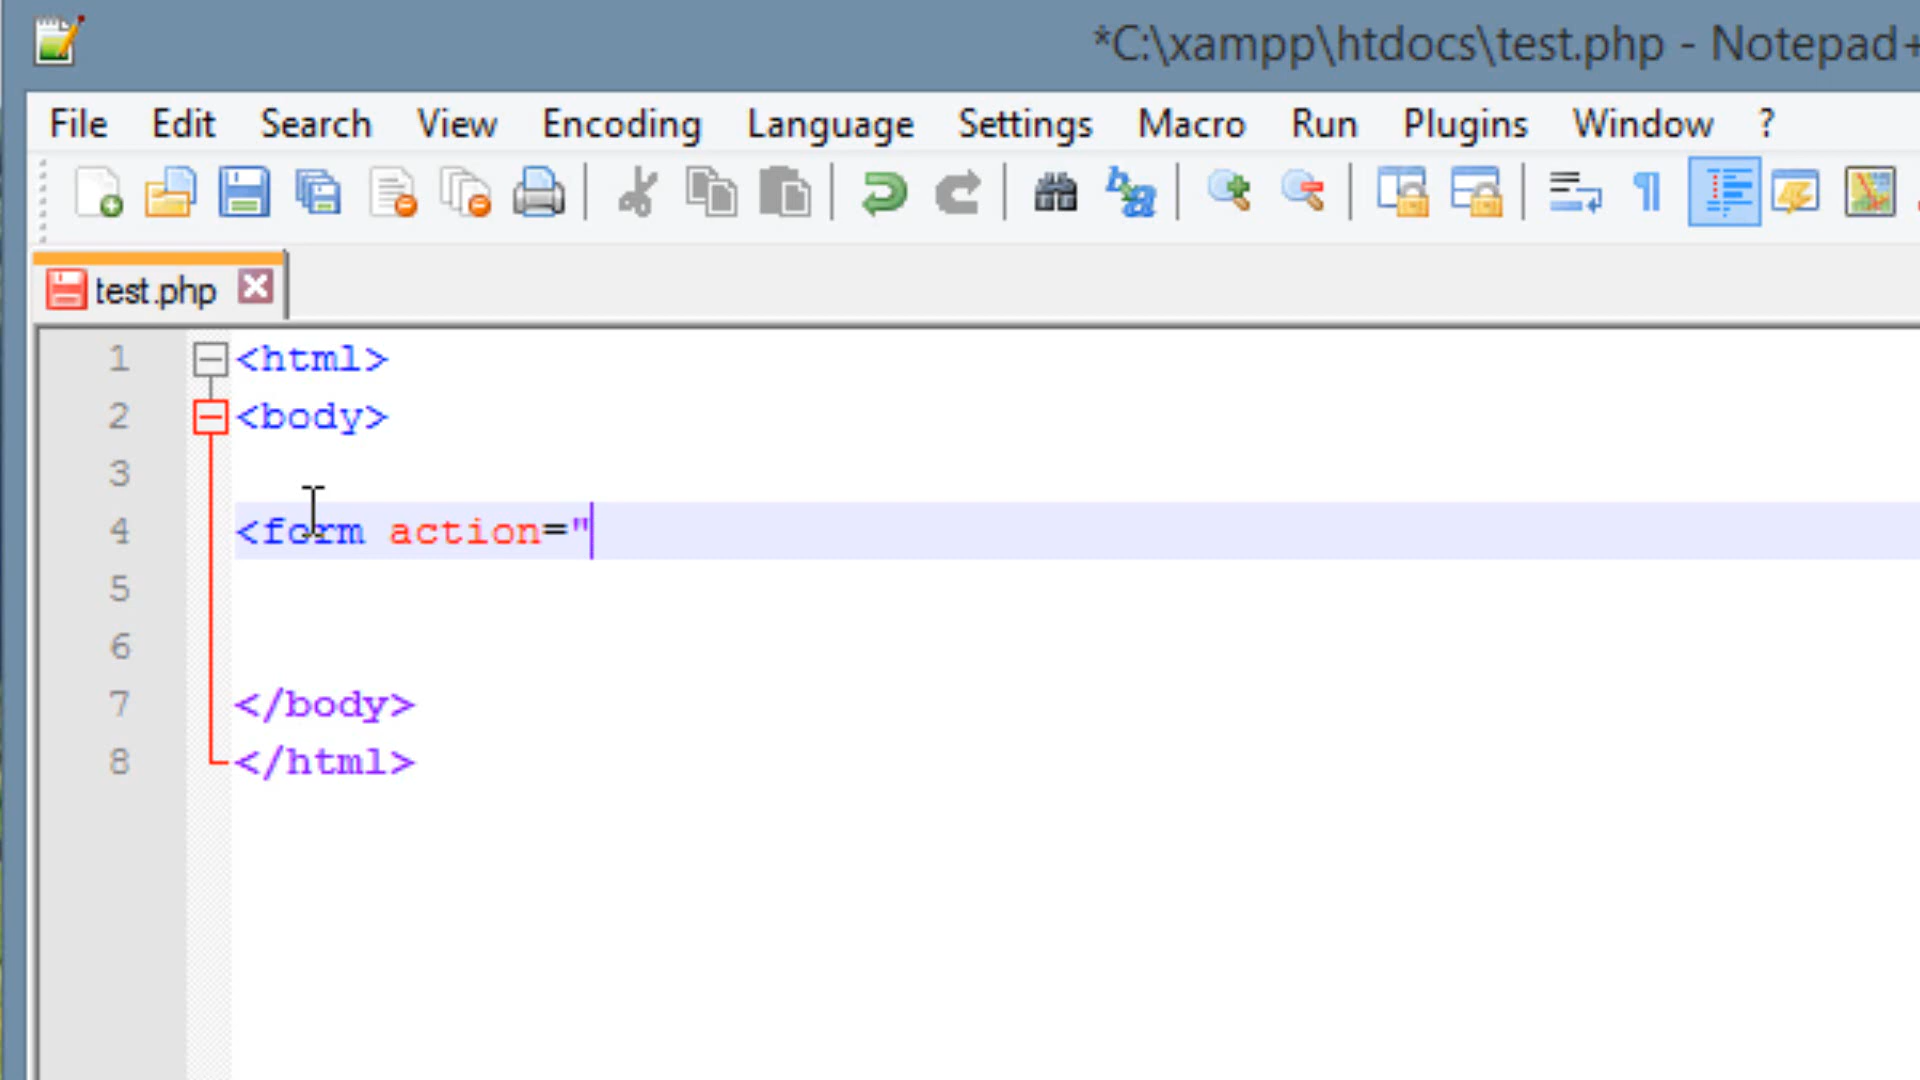 *C:\xampp\htdocs\test.php - Notepad+
File Edit Search View Encoding Language Settings Macro Run Plugins Window ?
test.php
1 <html>
2 <body>
3
4 <form action="
5
6
7 </body>
8 </html>